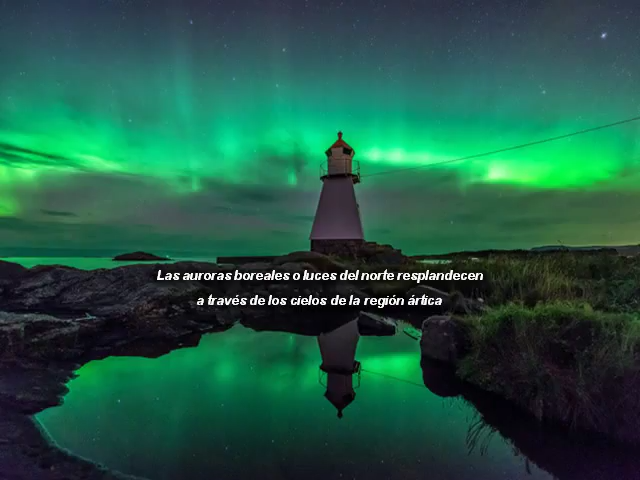 Las auroras boreales o luces del norte resplandecen
a través de los cielos de la región ártica